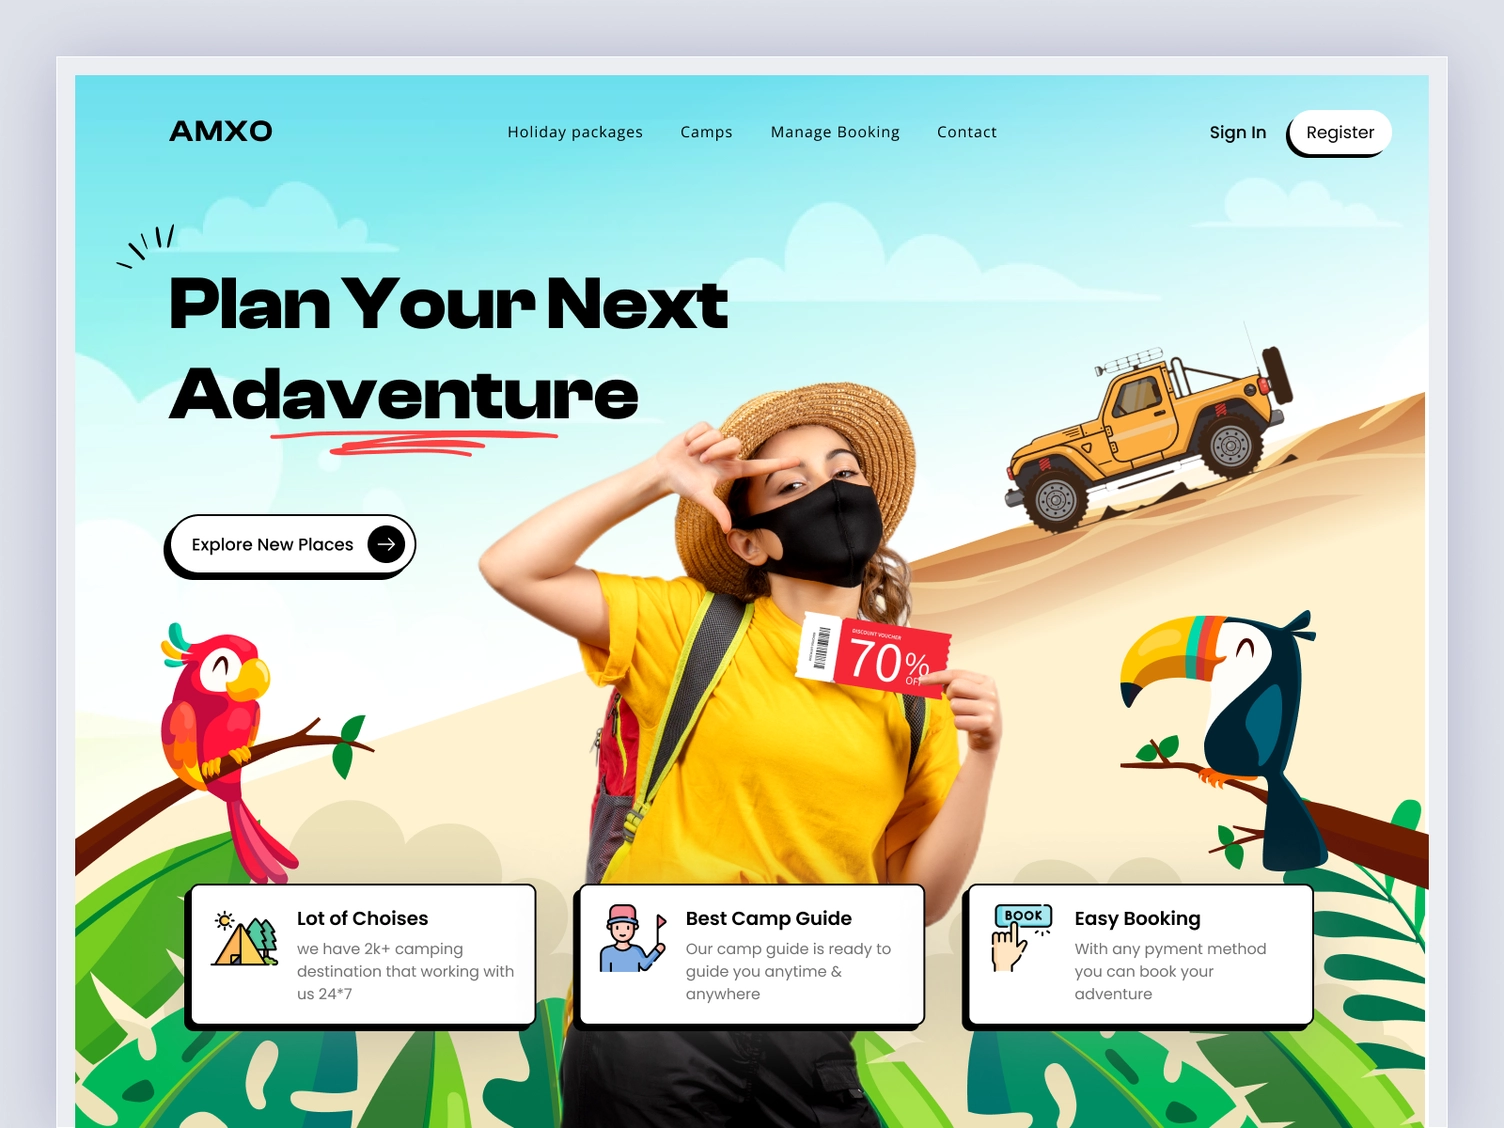 AMXO
Holiday packages
Camps
Manage Booking
Contact
Sign In
Register
Plan Your Next
Adaventure
Explore New Places
DISCOUNT VOUCHER
70%
OFF
Lot of Choises
we have 2k+ camping
destination that working with
us 24*7
Best Camp Guide
Our camp guide is ready to
guide you anytime &
anywhere
BOOK
Easy Booking
With any pyment method
you can book your
adventure